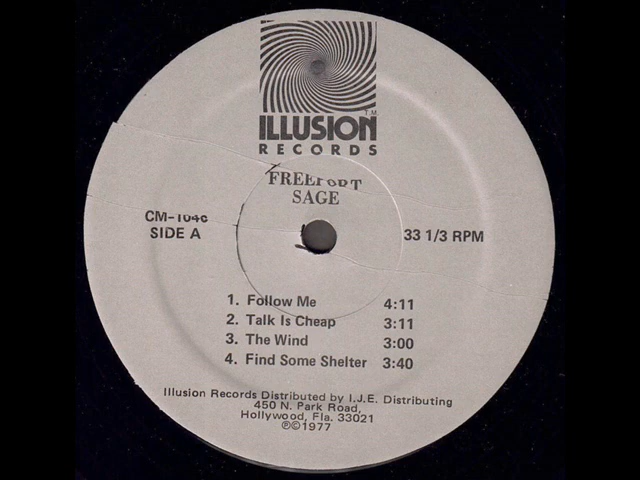 T.M.
ILLUSION
RECORDS
FREEPORT
SAGE
SIDE A
33 1/3 RPM
1. Follow Me 4:11
2. Talk Is Cheap 3:11
3. The Wind 3:00
4. Find Some Shelter 3:40
Illusion Records Distributed by I.J.E. Distributing
450 N. Park Road,
Hollywood, Fla. 33021
℗©1977